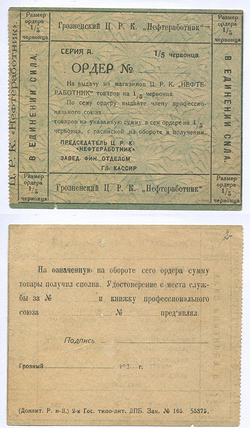 Грозненский Ц. Р. К. „Нефтеработник“
Размер
ордера
1/5
червонца
В ЕДИНЕНИИ СИЛА.
Ц. Р. К. „Нефтеработник“.
СЕРИЯ А.
1/5 червонца.
ОРДЕР №
На выдачу из магазинов Ц. Р. К. „НЕФТЕ-
РАБОТНИК“ товаров на 1/5 червонца.
По сему ордеру выдайте члену профессио-
нального союза
товаров на указанную сумму в сем ордере на 1/5
червонца, с распиской на обороте в получении.
ПРЕДСЕДАТЕЛЬ Ц. Р. К.
„НЕФТЕРАБОТНИК“
ЗАВЕД. ФИН. ОТДЕЛОМ
ГЛ. КАССИР
Размер
ордера
1/5
червонца
Размер
ордера
1/5
червонца
В ЕДИНЕНИИ СИЛА.
Размер
ордера
1/5
червонца
Грозненский Ц. Р. К. „Нефтеработник“
На означенную на обороте сего ордера сумму
товары получил сполна. Удостоверение с места служ-
бы за № и книжку профессионального
союза № пред'являл.
Подпись
Грозный 192 г.
2-я Гос. типо-лит. Зак. № 165